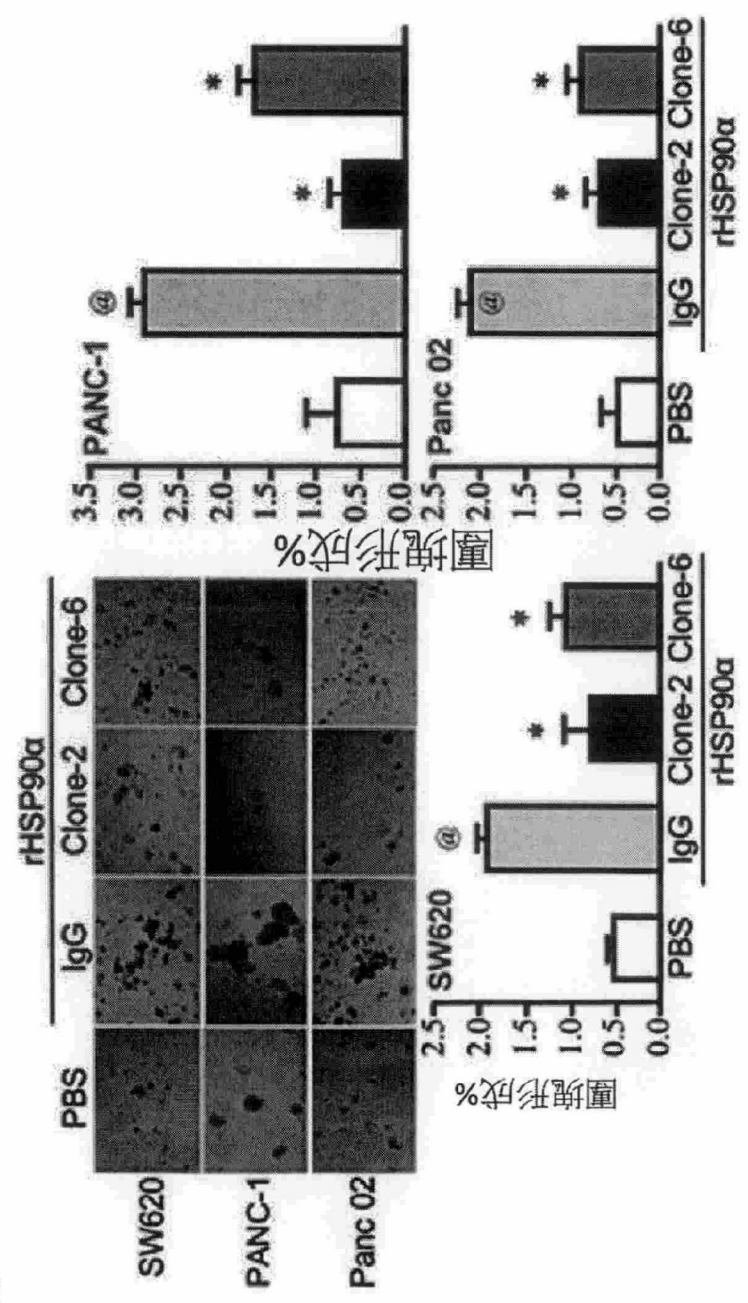 rHSP90α
PBS IgG Clone-2 Clone-6
SW620
PANC-1
Panc 02
PANC-1
團塊形成%
3.5
3.0
2.5
2.0
1.5
1.0
0.5
0.0
@
*
*
SW620
團塊形成%
2.5
2.0
1.5
1.0
0.5
0.0
@
*
*
PBS IgG Clone-2 Clone-6
rHSP90α
Panc 02
2.5
2.0
1.5
1.0
0.5
0.0
@
*
*
PBS IgG Clone-2 Clone-6
rHSP90α